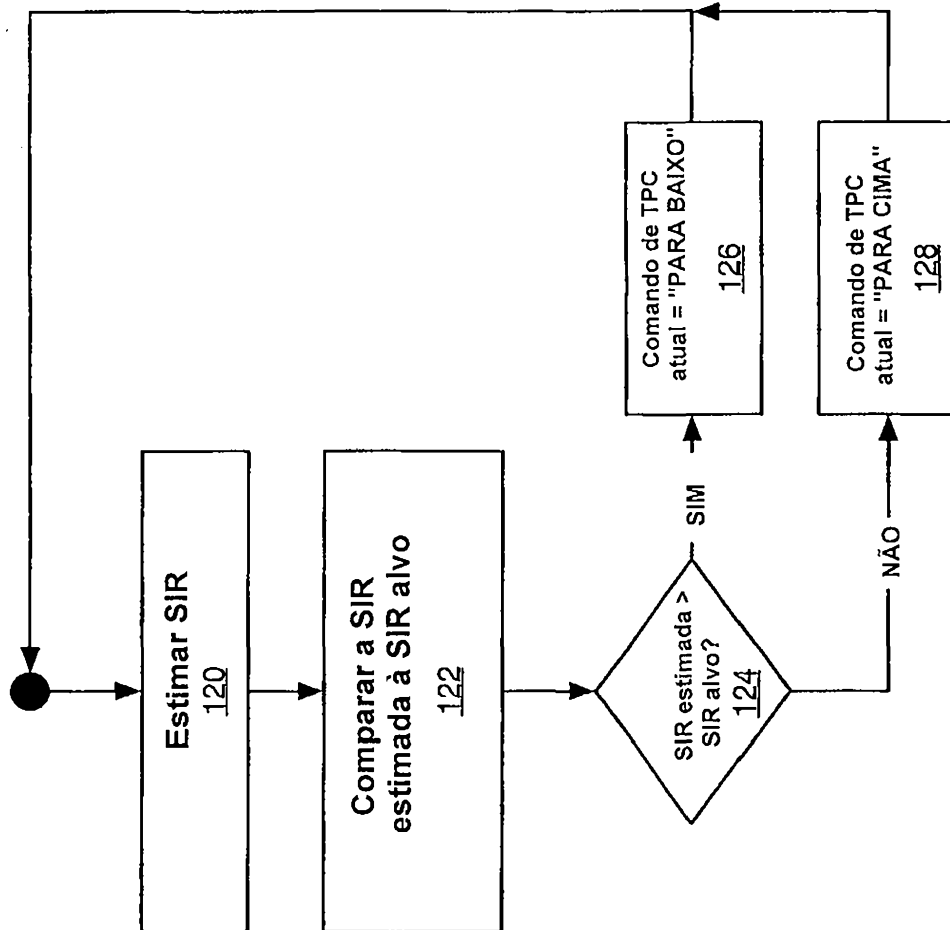 Estimar SIR
120
Comparar a SIR
estimada à SIR alvo
122
SIR estimada >
SIR alvo?
124
SIM
NÃO
Comando de TPC
atual = "PARA BAIXO"
126
Comando de TPC
atual = "PARA CIMA"
128